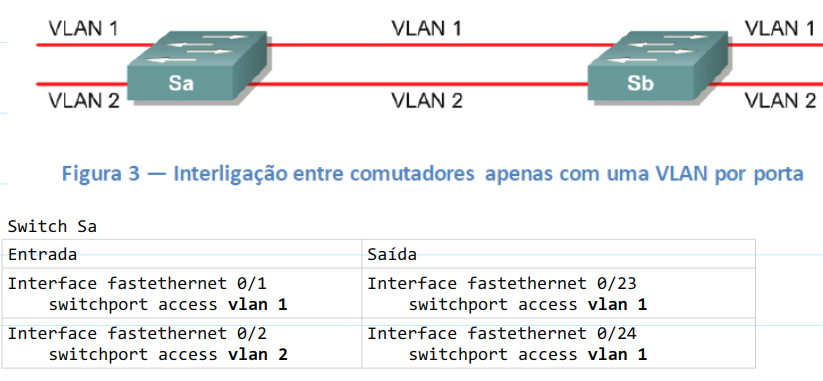 VLAN 1 VLAN 1 VLAN 1
Sa Sb
VLAN 2 VLAN 2 VLAN 2
Figura 3 — Interligação entre comutadores apenas com uma VLAN por porta
Switch Sa
Entrada Saída
Interface fastethernet 0/1 Interface fastethernet 0/23
switchport access vlan 1 switchport access vlan 1
Interface fastethernet 0/2 Interface fastethernet 0/24
switchport access vlan 2 switchport access vlan 1